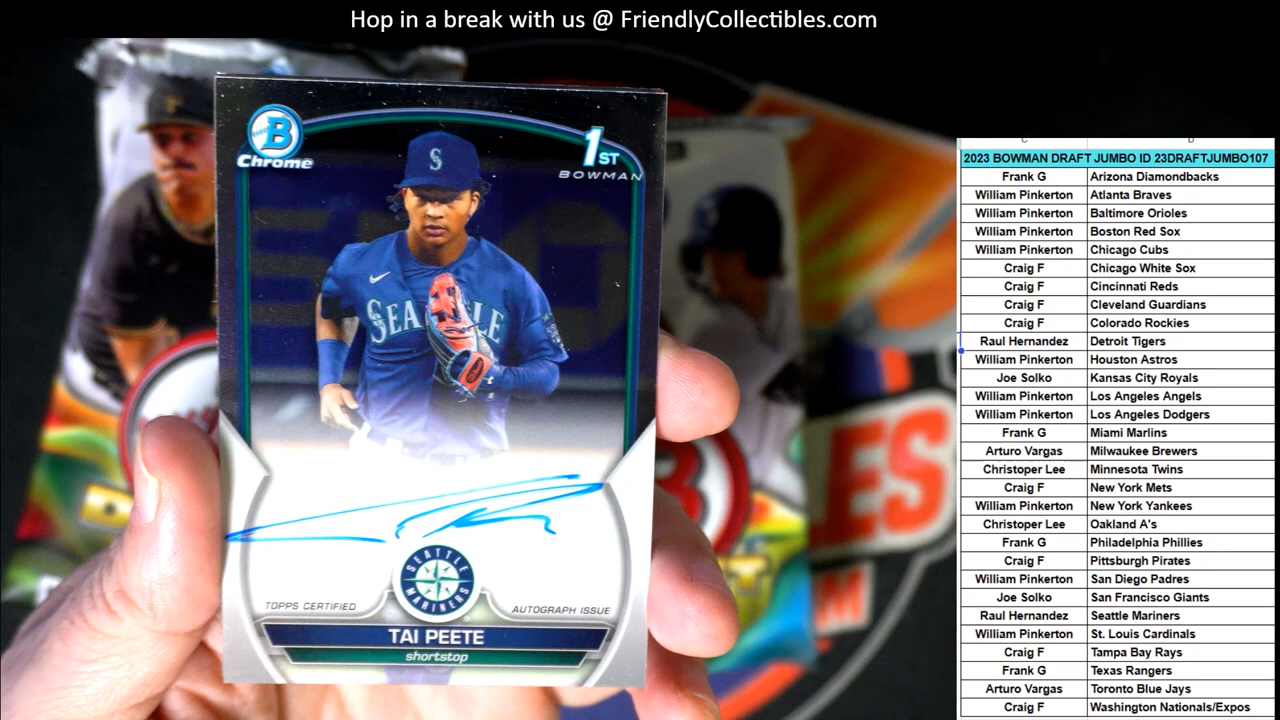 Hop in a break with us @ FriendlyCollectibles.com
B
Chrome
1ST
BOWMAN
S
SEA LE
SEATTLE
MARINERS
TOPPS CERTIFIED
AUTOGRAPH ISSUE
TAI PEETE
shortstop
LES
C D
2023 BOWMAN DRAFT JUMBO ID 23DRAFTJUMBO107
Frank G Arizona Diamondbacks
William Pinkerton Atlanta Braves
William Pinkerton Baltimore Orioles
William Pinkerton Boston Red Sox
William Pinkerton Chicago Cubs
Craig F Chicago White Sox
Craig F Cincinnati Reds
Craig F Cleveland Guardians
Craig F Colorado Rockies
Raul Hernandez Detroit Tigers
William Pinkerton Houston Astros
Joe Solko Kansas City Royals
William Pinkerton Los Angeles Angels
William Pinkerton Los Angeles Dodgers
Frank G Miami Marlins
Arturo Vargas Milwaukee Brewers
Christoper Lee Minnesota Twins
Craig F New York Mets
William Pinkerton New York Yankees
Christoper Lee Oakland A's
Frank G Philadelphia Phillies
Craig F Pittsburgh Pirates
William Pinkerton San Diego Padres
Joe Solko San Francisco Giants
Raul Hernandez Seattle Mariners
William Pinkerton St. Louis Cardinals
Craig F Tampa Bay Rays
Frank G Texas Rangers
Arturo Vargas Toronto Blue Jays
Craig F Washington Nationals/Expos